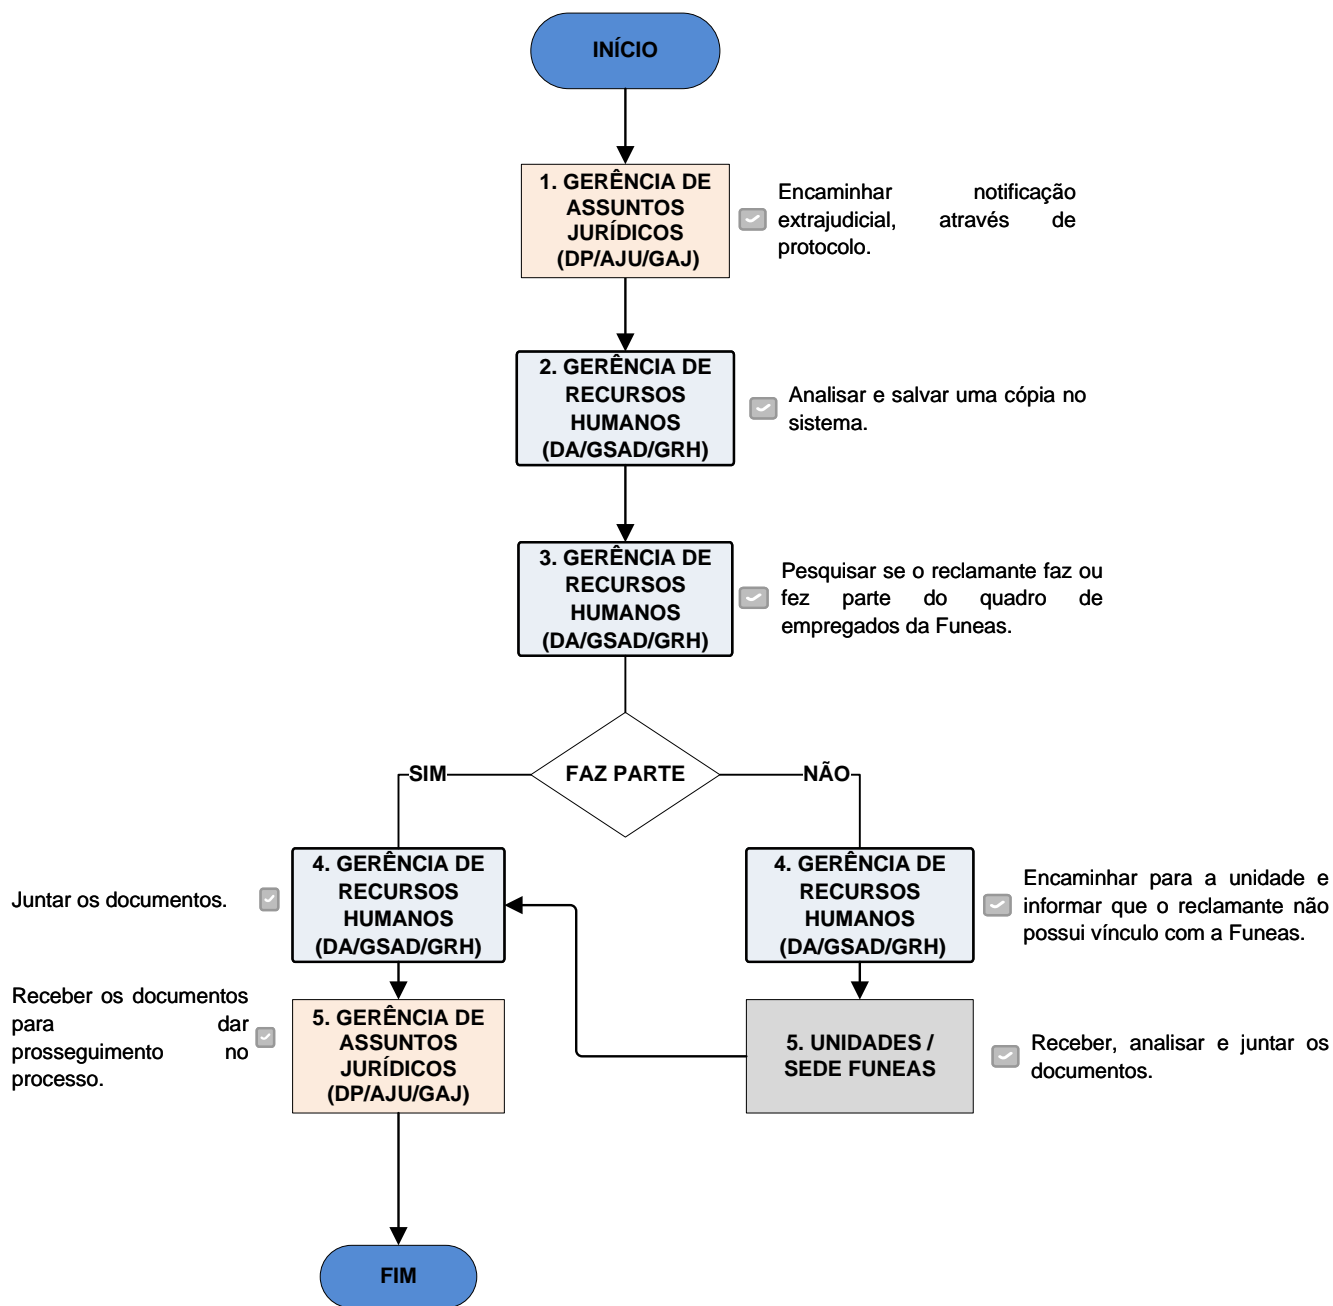 INÍCIO
1. GERÊNCIA DE
ASSUNTOS
JURÍDICOS
(DP/AJU/GAJ)
Encaminhar notificação
extrajudicial, através de
protocolo.
2. GERÊNCIA DE
RECURSOS
HUMANOS
(DA/GSAD/GRH)
Analisar e salvar uma cópia no
sistema.
3. GERÊNCIA DE
RECURSOS
HUMANOS
(DA/GSAD/GRH)
Pesquisar se o reclamante faz ou
fez parte do quadro de
empregados da Funeas.
FAZ PARTE
SIM
NÃO
4. GERÊNCIA DE
RECURSOS
HUMANOS
(DA/GSAD/GRH)
Juntar os documentos.
4. GERÊNCIA DE
RECURSOS
HUMANOS
(DA/GSAD/GRH)
Encaminhar para a unidade e
informar que o reclamante não
possui vínculo com a Funeas.
Receber os documentos
para dar
prosseguimento no
processo.
5. GERÊNCIA DE
ASSUNTOS
JURÍDICOS
(DP/AJU/GAJ)
5. UNIDADES /
SEDE FUNEAS
Receber, analisar e juntar os
documentos.
FIM